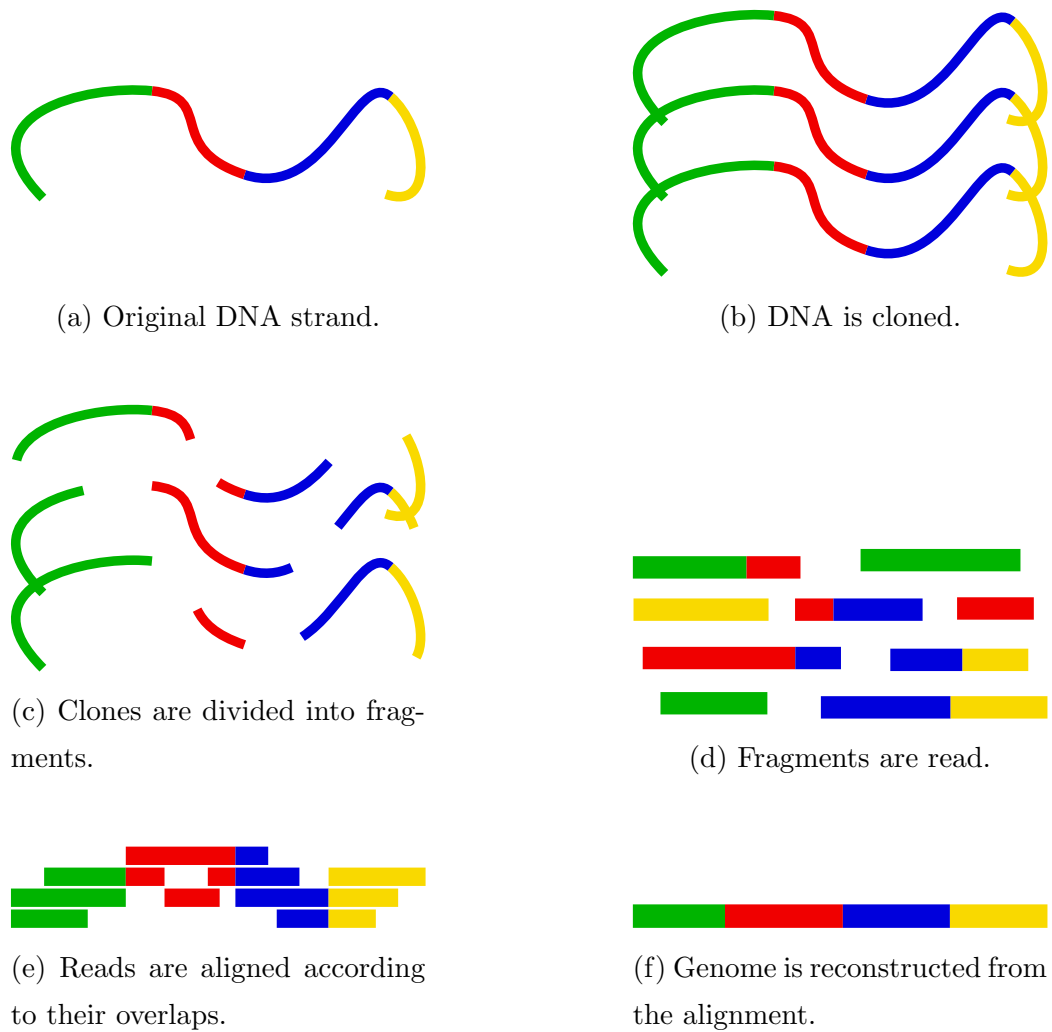 (a) Original DNA strand.
(b) DNA is cloned.
(c) Clones are divided into frag-
ments.
(d) Fragments are read.
(e) Reads are aligned according
to their overlaps.
(f) Genome is reconstructed from
the alignment.